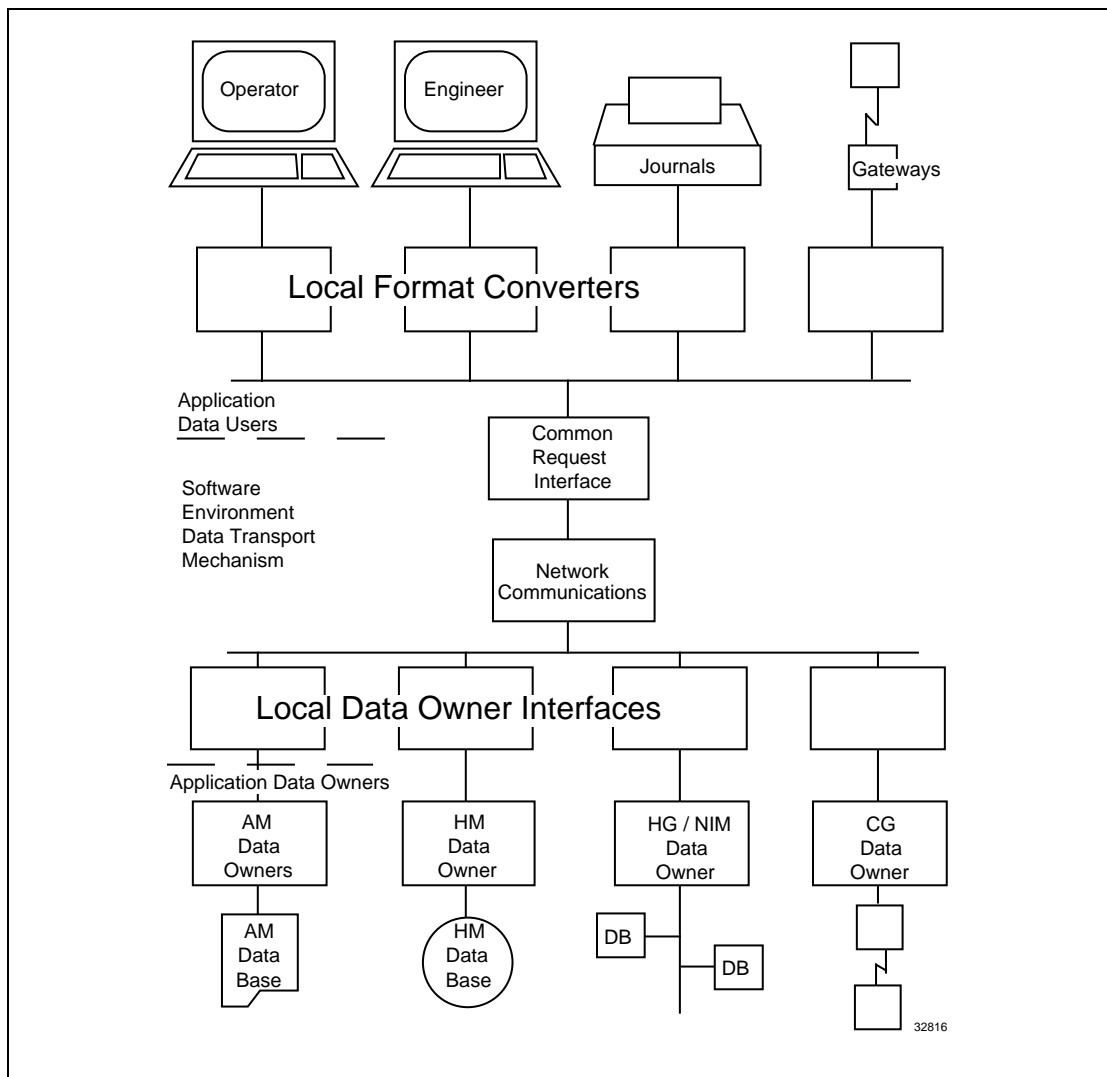 Operator
Engineer
Journals
Gateways
Local Format Converters
Application
Data Users
Common
Request
Interface
Software
Environment
Data Transport
Mechanism
Network
Communications
Local Data Owner Interfaces
Application Data Owners
AM
Data
Owners
HM
Data
Owner
HG / NIM
Data
Owner
CG
Data
Owner
AM
Data
Base
HM
Data
Base
DB
DB
32816